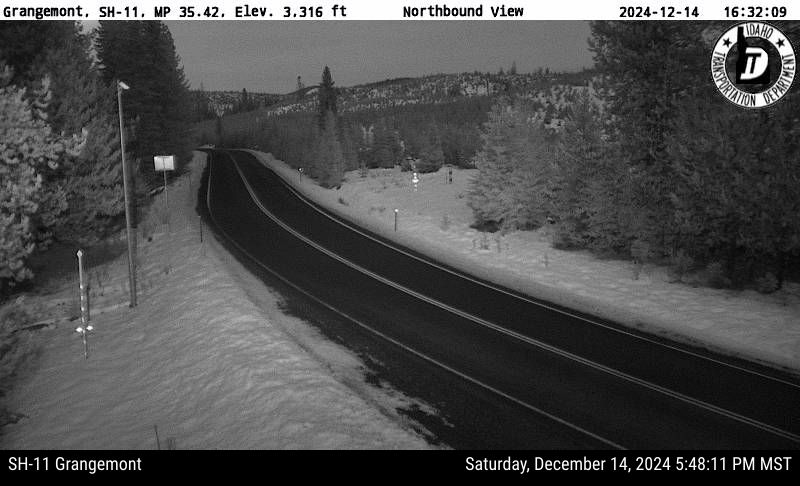 Grangemont, SH-11, MP 35.42, Elev. 3,316 ft Northbound View 2024-12-14 16:32:09
IDAHO
TRANSPORTATION DEPARTMENT
SH-11 Grangemont Saturday, December 14, 2024 5:48:11 PM MST